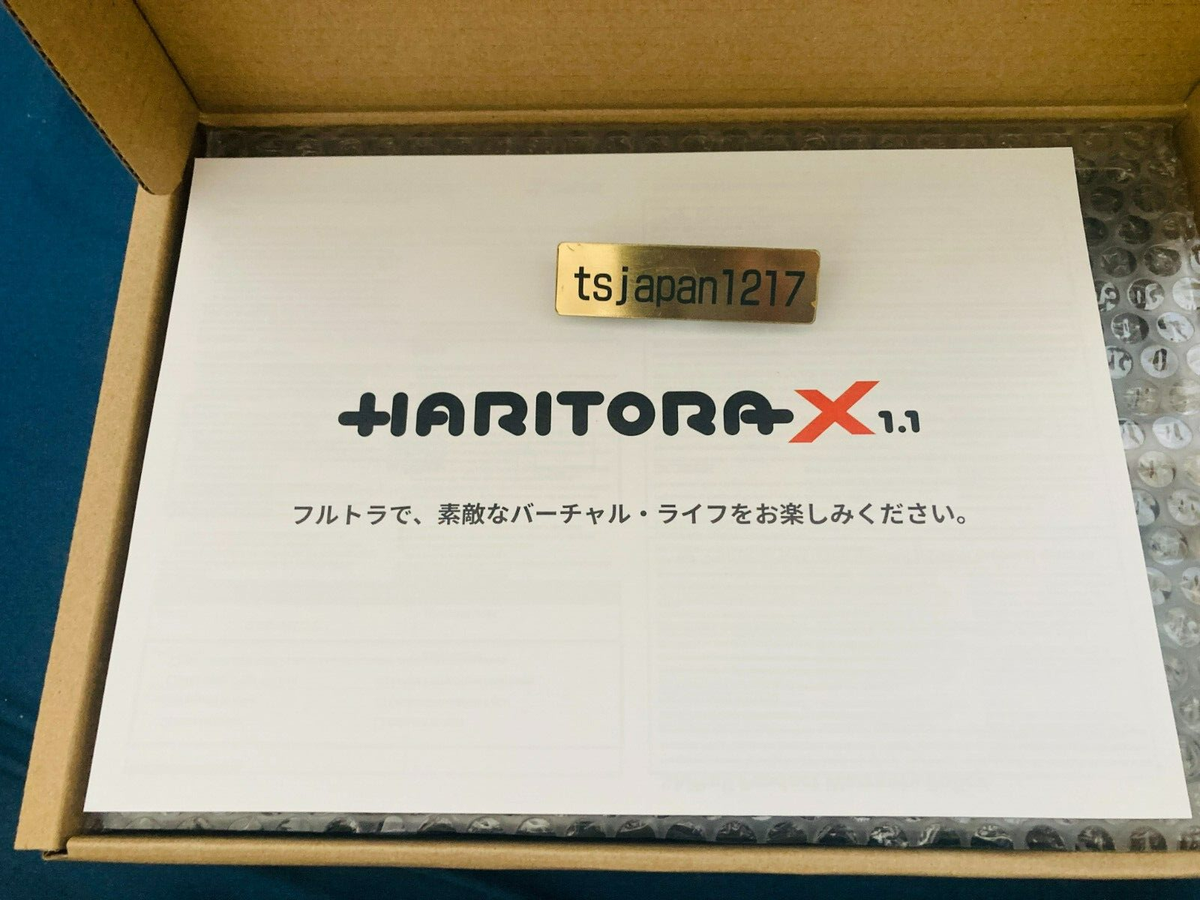 tsjapan1217
HARITORAX 1.1
フルトラで、素敵なバーチャル・ライフをお楽しみください。